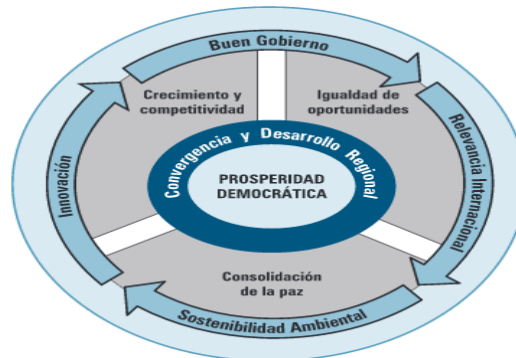 Buen Gobierno
Crecimiento y
competitividad
Igualdad de
oportunidades
Innovación
Convergencia y Desarrollo Regional
Relevancia Internacional
PROSPERIDAD
DEMOCRÁTICA
Consolidación
de la paz
Sostenibilidad Ambiental